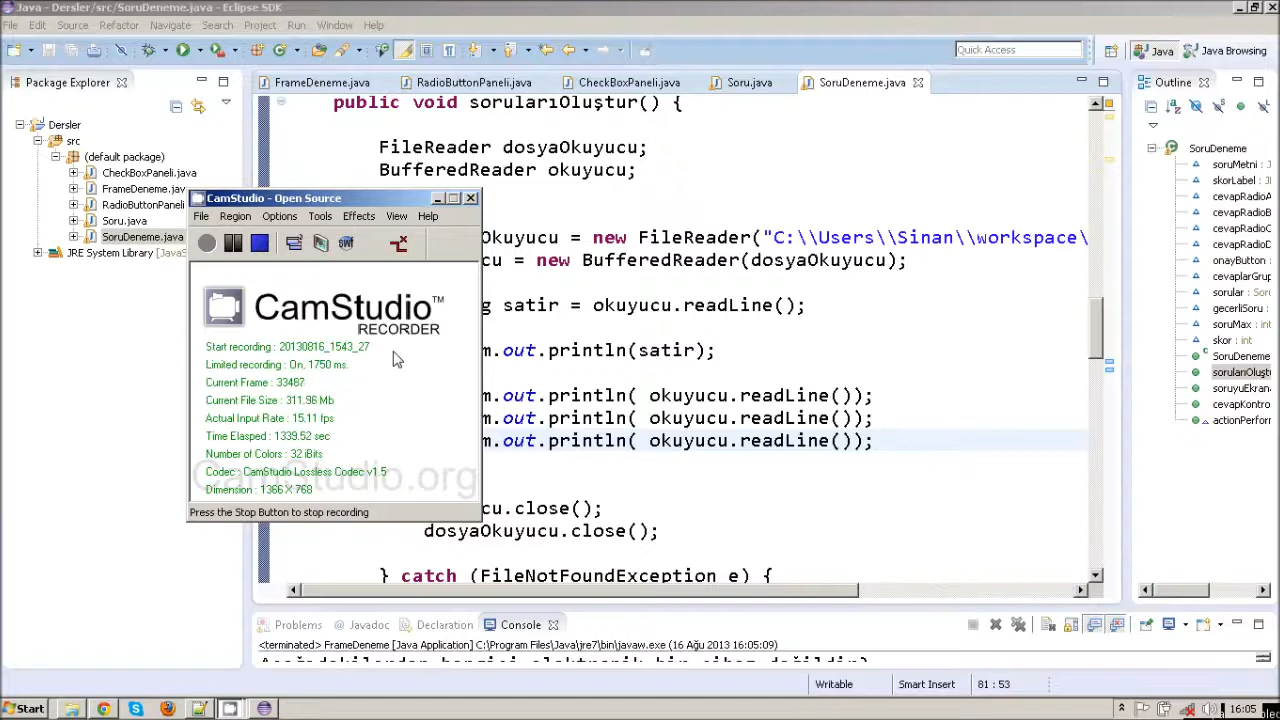 Java - Dersler/src/SoruDeneme.java - Eclipse SDK
File Edit Source Refactor Navigate Search Project Run Window Help
Quick Access
Java
Java Browsing
Package Explorer
FrameDeneme.java
RadioButtonPaneli.java
CheckBoxPaneli.java
Soru.java
SoruDeneme.java
Outline
Dersler
src
(default package)
CheckBoxPaneli.java
FrameDeneme.jav
RadioButtonPaneli
Soru.java
SoruDeneme.java
JRE System Library [JavaS
public void sorularıOluştur() {
FileReader dosyaOkuyucu;
BufferedReader okuyucu;
Okuyucu = new FileReader("C:\\Users\\Sinan\\workspace\
cu = new BufferedReader(dosyaOkuyucu);
g satir = okuyucu.readLine();
m.out.println(satir);
m.out.println( okuyucu.readLine());
m.out.println( okuyucu.readLine());
m.out.println( okuyucu.readLine());
cu.close();
dosyaOkuyucu.close();
} catch (FileNotFoundException e) {
CamStudio - Open Source
File Region Options Tools Effects View Help
CamStudio™
RECORDER
Start recording : 20130816_1543_27
Limited recording : On, 1750 ms.
Current Frame : 33487
Current File Size : 311.96 Mb
Actual Input Rate : 15.11 fps
Time Elasped : 1339.52 sec
Number of Colors : 32 iBits
Codec : CamStudio Lossless Codec v1.5
Dimension : 1366 X 768
CamStudio.org
Press the Stop Button to stop recording
SoruDeneme
soruMetni
skorLabel
cevapRadioA
cevapRadioB
cevapRadioC
cevapRadioD
onayButton
cevaplarGrup
sorular : Soru
gecerliSoru
soruMax : int
skor : int
SoruDeneme
sorularıOluştu
soruyuEkran
cevapKontro
actionPerfor
Problems
Javadoc
Declaration
Console
<terminated> FrameDeneme [Java Application] C:\Program Files\Java\jre7\bin\javaw.exe (16 Ağu 2013 16:05:09)
Aşağıdakilerden hangisi elektronik bir cihaz değildir?
Writable
Smart Insert
81 : 53
Start
16:05